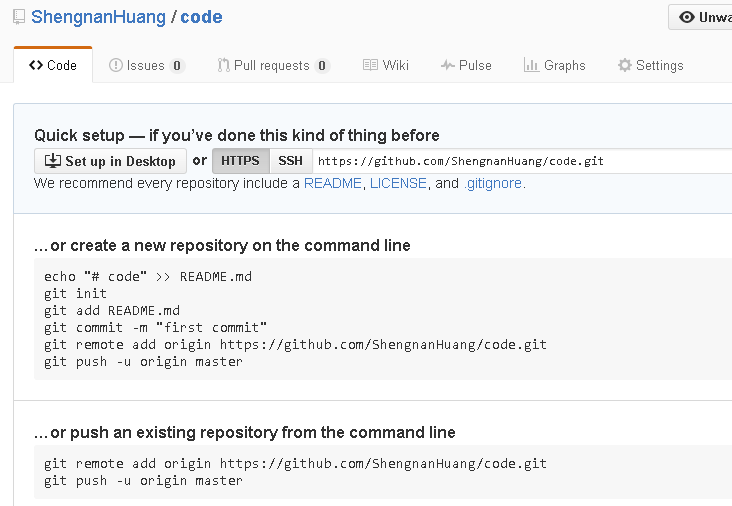 ShengnanHuang / code
Unwa
Code Issues 0 Pull requests 0 Wiki Pulse Graphs Settings
Quick setup — if you've done this kind of thing before
Set up in Desktop or HTTPS SSH https://github.com/ShengnanHuang/code.git
We recommend every repository include a README, LICENSE, and .gitignore.
…or create a new repository on the command line
echo "# code" >> README.md
git init
git add README.md
git commit -m "first commit"
git remote add origin https://github.com/ShengnanHuang/code.git
git push -u origin master
…or push an existing repository from the command line
git remote add origin https://github.com/ShengnanHuang/code.git
git push -u origin master